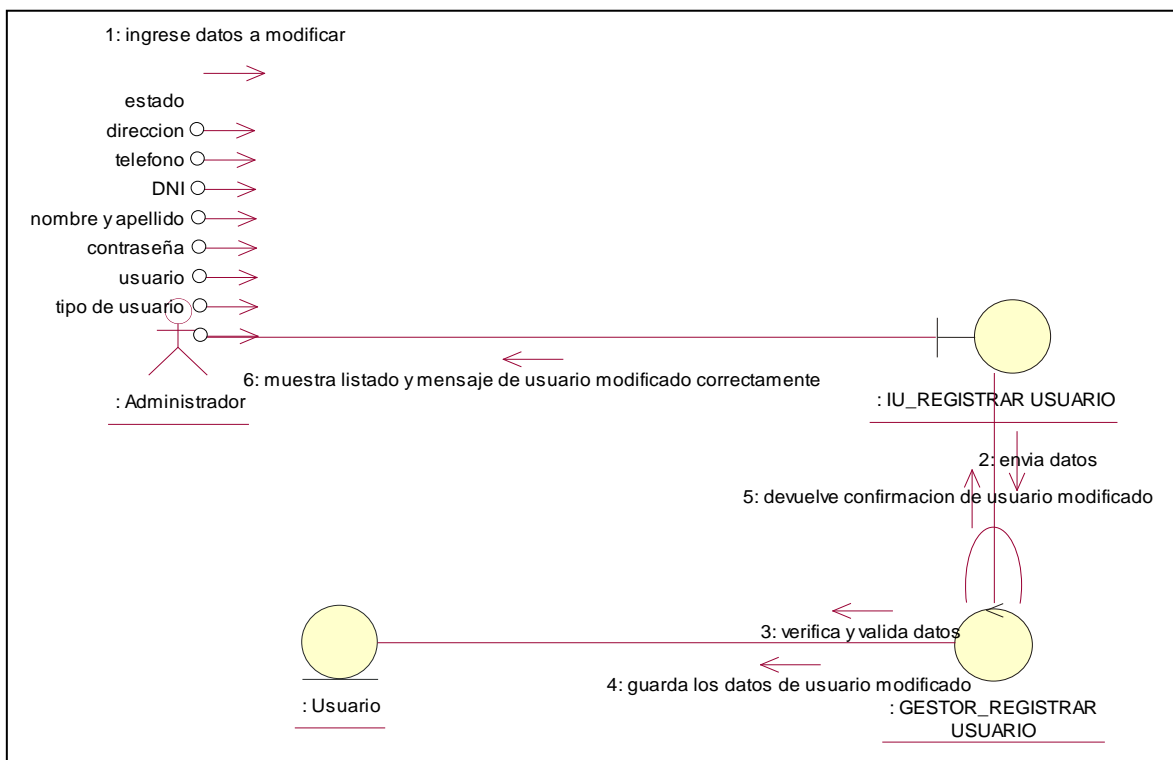 1: ingrese datos a modificar
estado
direccion
telefono
DNI
nombre y apellido
contraseña
usuario
tipo de usuario
6: muestra listado y mensaje de usuario modificado correctamente
: Administrador
: IU_REGISTRAR USUARIO
2: envia datos
5: devuelve confirmacion de usuario modificado
3: verifica y valida datos
4: guarda los datos de usuario modificado
: Usuario
: GESTOR_REGISTRAR
USUARIO